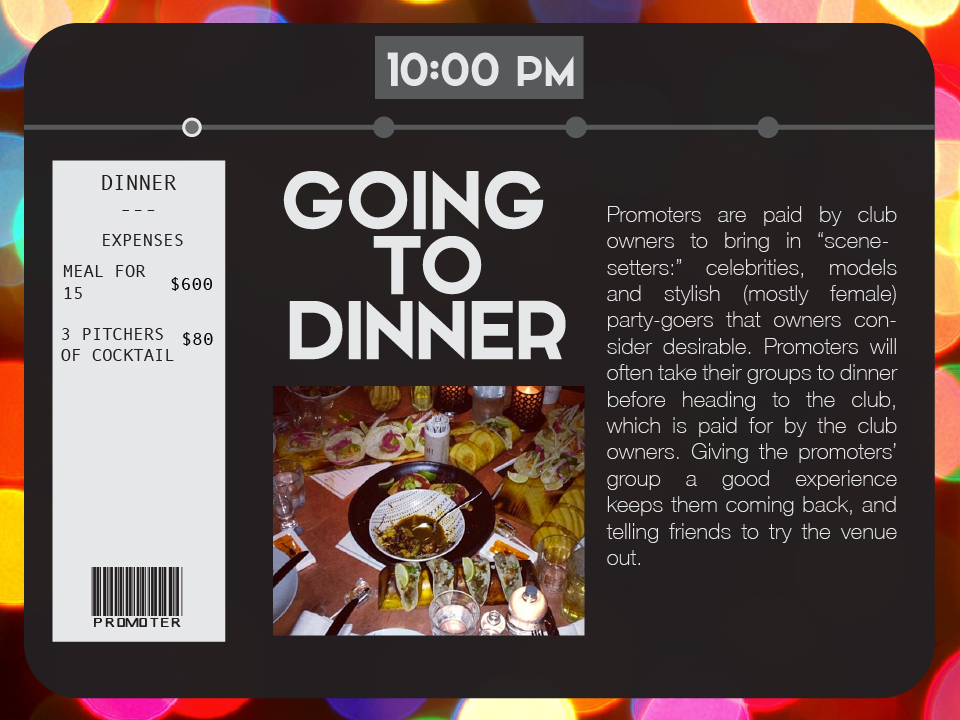 10:00 PM
DINNER
---
EXPENSES
MEAL FOR
15
$600
3 PITCHERS
OF COCKTAIL
$80
PROMOTER
GOING
TO
DINNER
Promoters are paid by club
owners to bring in “scene-
setters:” celebrities, models
and stylish (mostly female)
party-goers that owners con-
sider desirable. Promoters will
often take their groups to dinner
before heading to the club,
which is paid for by the club
owners. Giving the promoters’
group a good experience
keeps them coming back, and
telling friends to try the venue
out.